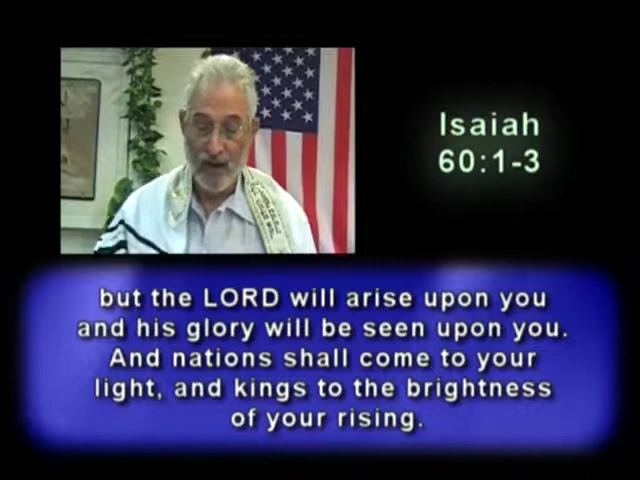 Isaiah
60:1-3
but the LORD will arise upon you
and his glory will be seen upon you.
And nations shall come to your
light, and kings to the brightness
of your rising.